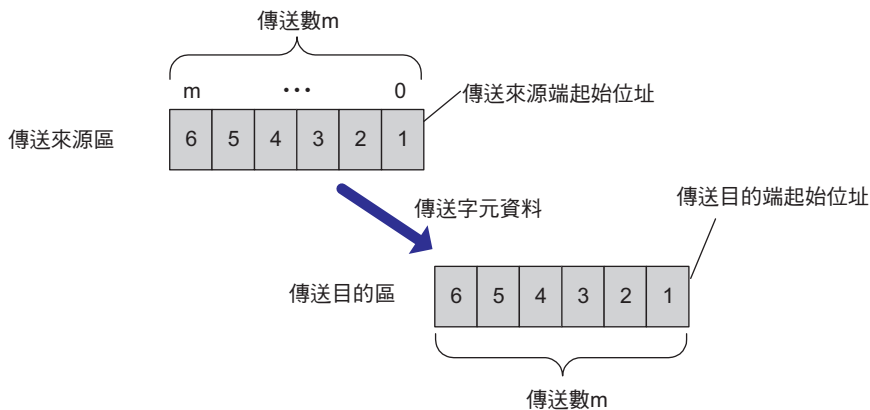 傳送數m
m ••• 0
傳送來源端起始位址
傳送來源區
6 5 4 3 2 1
傳送字元資料
傳送目的端起始位址
傳送目的區
6 5 4 3 2 1
傳送數m